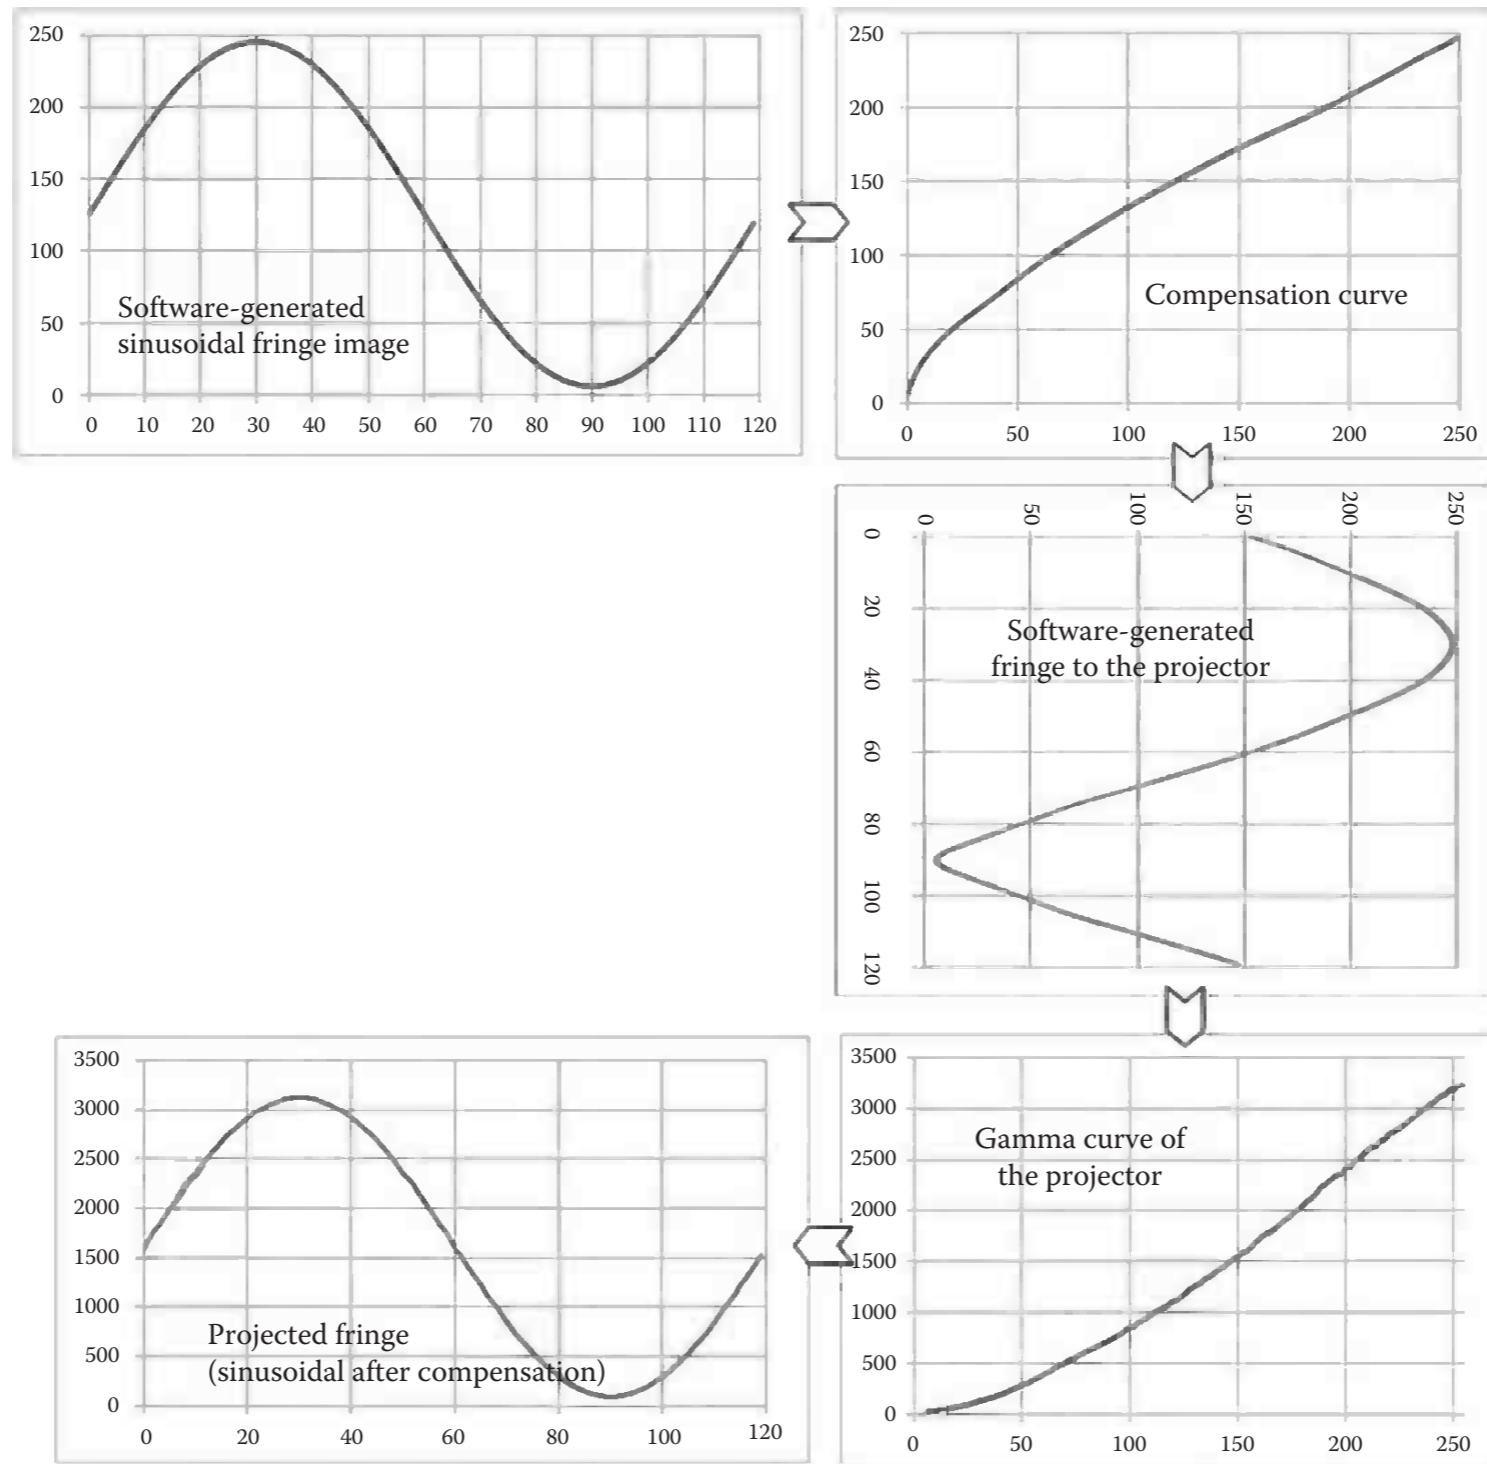 250
200
150
100
50
0
0 10 20 30 40 50 60 70 80 90 100 110 120
Software-generated
sinusoidal fringe image
250
200
150
100
50
0
0 50 100 150 200 250
Compensation curve
0 50 100 150 200 250
0
20
40
60
80
100
120
Software-generated
fringe to the projector
3500
3000
2500
2000
1500
1000
500
0
0 20 40 60 80 100 120
Projected fringe
(sinusoidal after compensation)
3500
3000
2500
2000
1500
1000
500
0
0 50 100 150 200 250
Gamma curve of
the projector